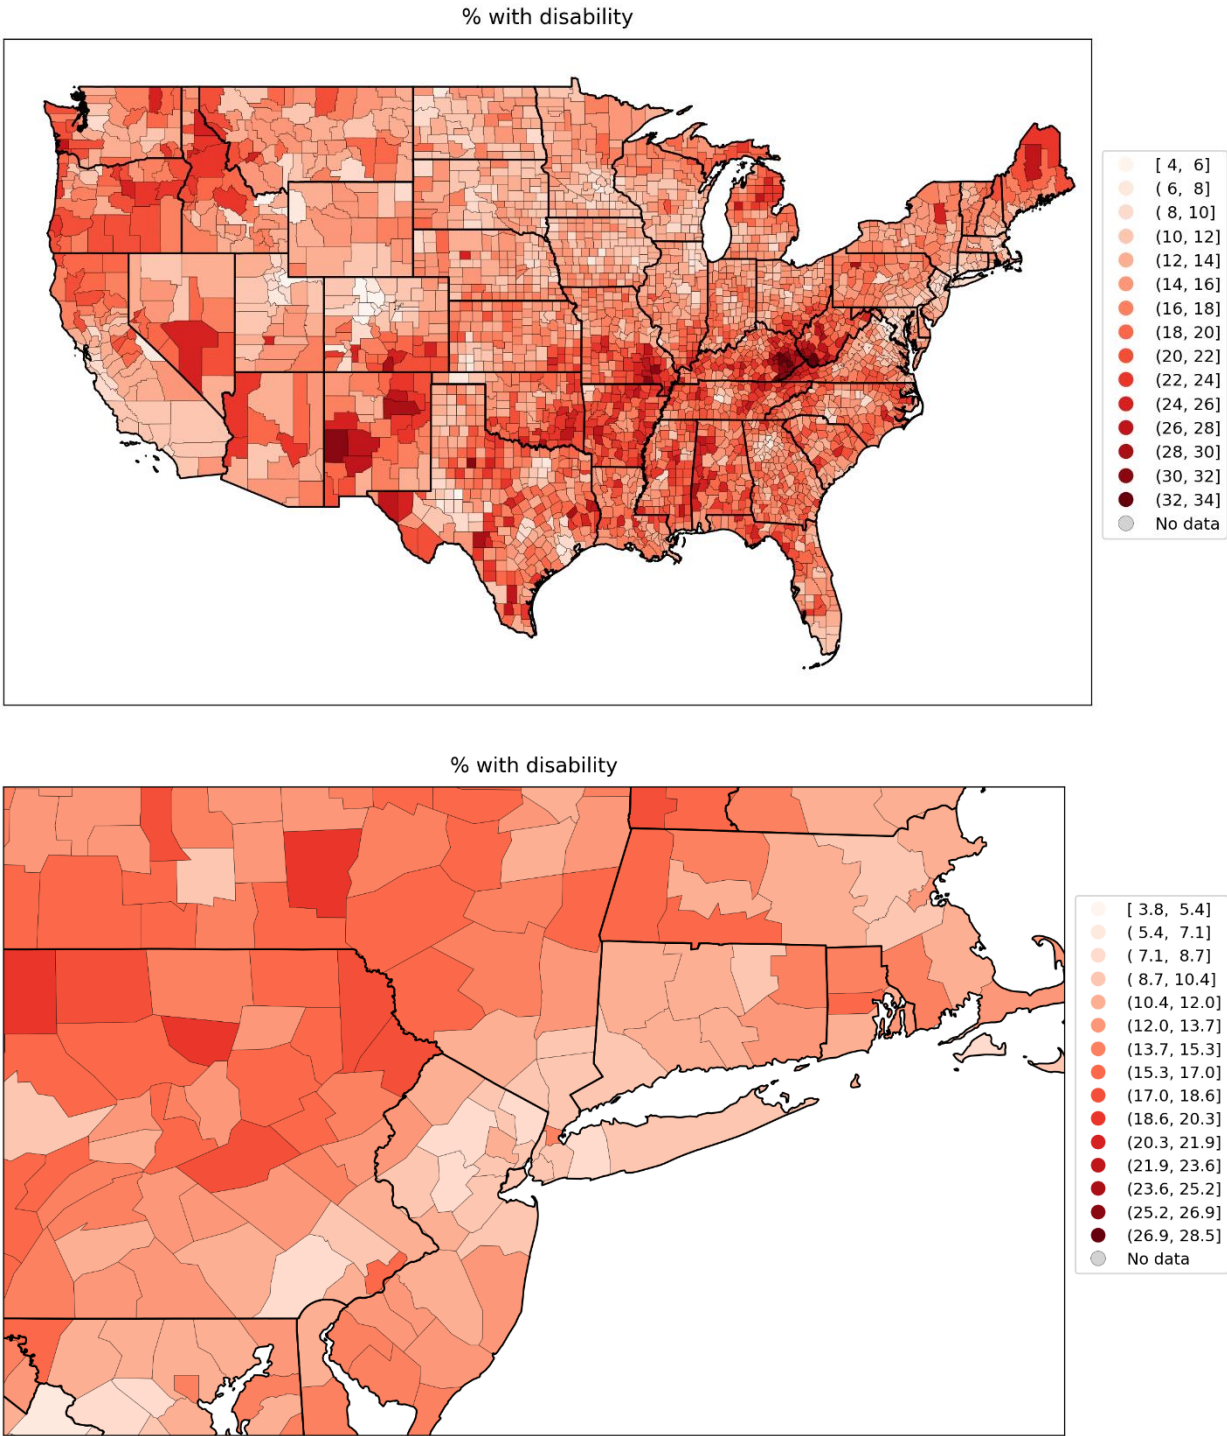 % with disability
[ 4, 6]
( 6, 8]
( 8, 10]
(10, 12]
(12, 14]
(14, 16]
(16, 18]
(18, 20]
(20, 22]
(22, 24]
(24, 26]
(26, 28]
(28, 30]
(30, 32]
(32, 34]
No data
% with disability
[ 3.8, 5.4]
( 5.4, 7.1]
( 7.1, 8.7]
( 8.7, 10.4]
(10.4, 12.0]
(12.0, 13.7]
(13.7, 15.3]
(15.3, 17.0]
(17.0, 18.6]
(18.6, 20.3]
(20.3, 21.9]
(21.9, 23.6]
(23.6, 25.2]
(25.2, 26.9]
(26.9, 28.5]
No data